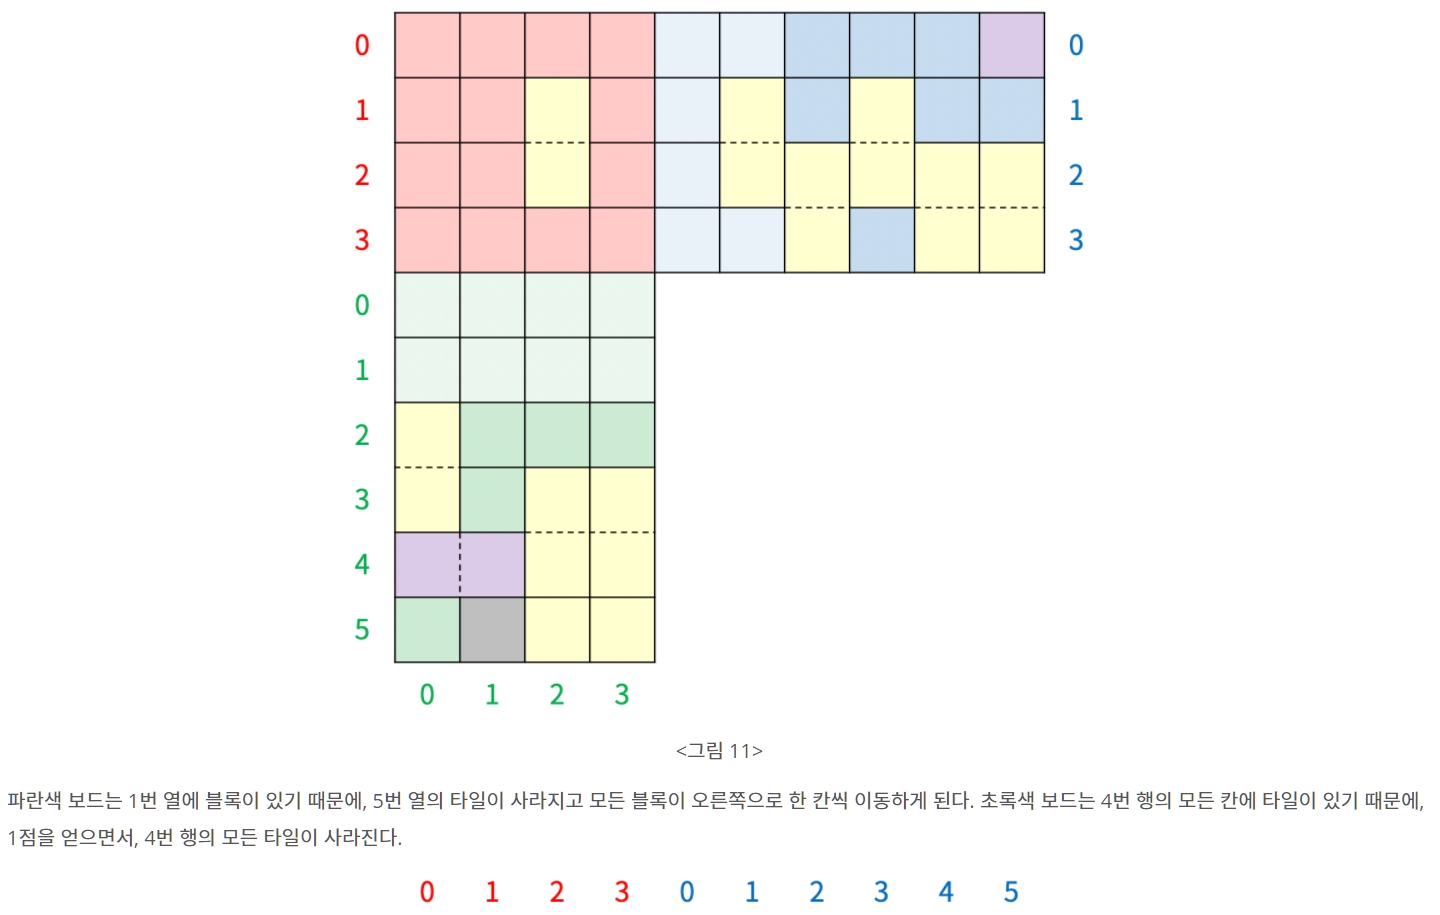 0 0
1 1
2 2
3 3
0
1
2
3
4
5
0 1 2 3
<그림 11>
파란색 보드는 1번 열에 블록이 있기 때문에, 5번 열의 타일이 사라지고 모든 블록이 오른쪽으로 한 칸씩 이동하게 된다. 초록색 보드는 4번 행의 모든 칸에 타일이 있기 때문에,
1점을 얻으면서, 4번 행의 모든 타일이 사라진다.
0 1 2 3 0 1 2 3 4 5